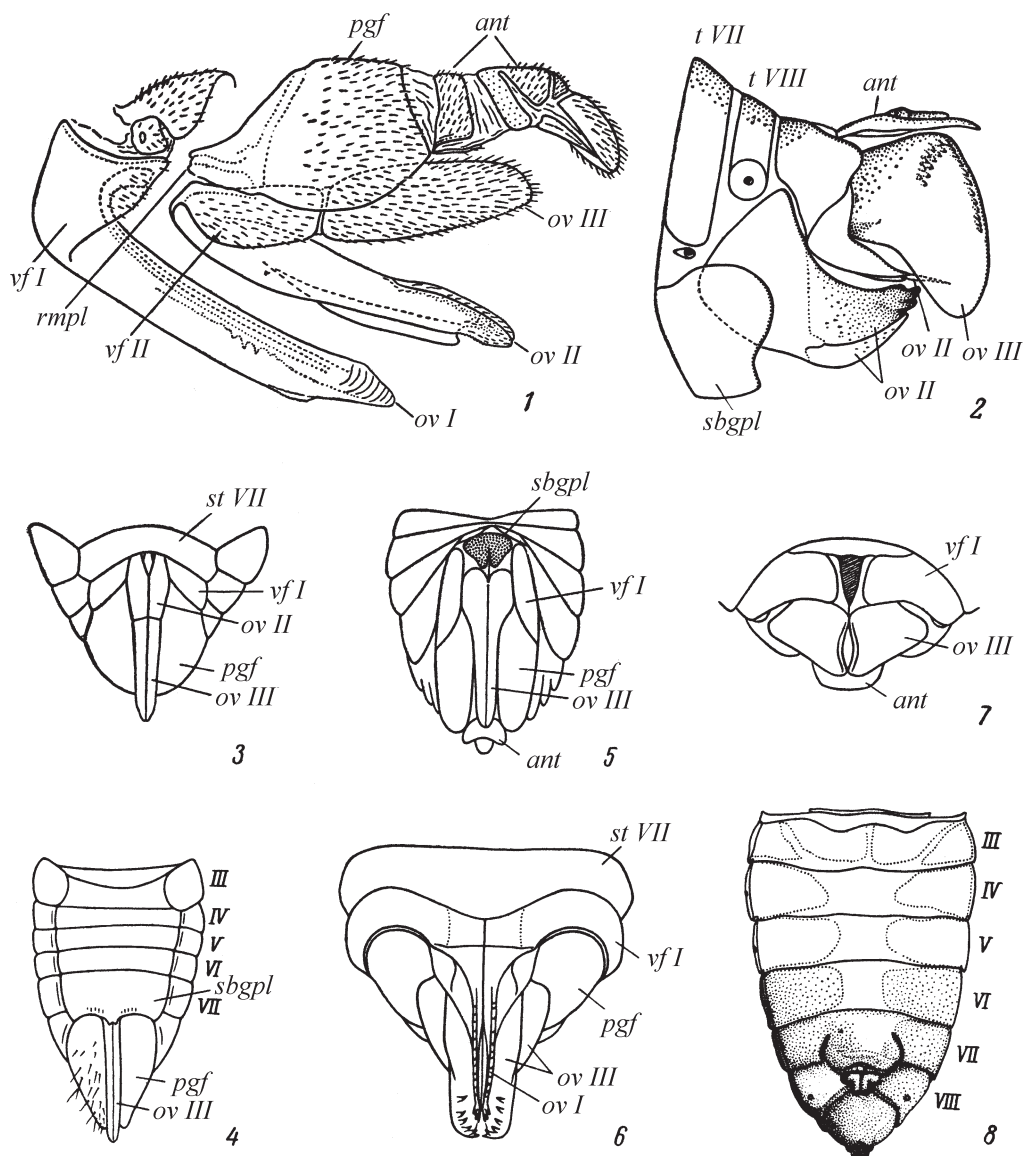 pgf
ant
vf I
rmpl
vf II
ov III
ov II
ov I
1
t VII
t VIII
ant
ov II
ov III
ov II
sbgpl
2
st VII
vf I
ov II
pgf
ov III
3
sbgpl
vf I
pgf
ov III
ant
5
vf I
ov III
ant
7
III
IV
V
VI
sbgpl
VII
pgf
ov III
4
st VII
vf I
pgf
ov III
ov I
6
III
IV
V
VI
VII
VIII
8